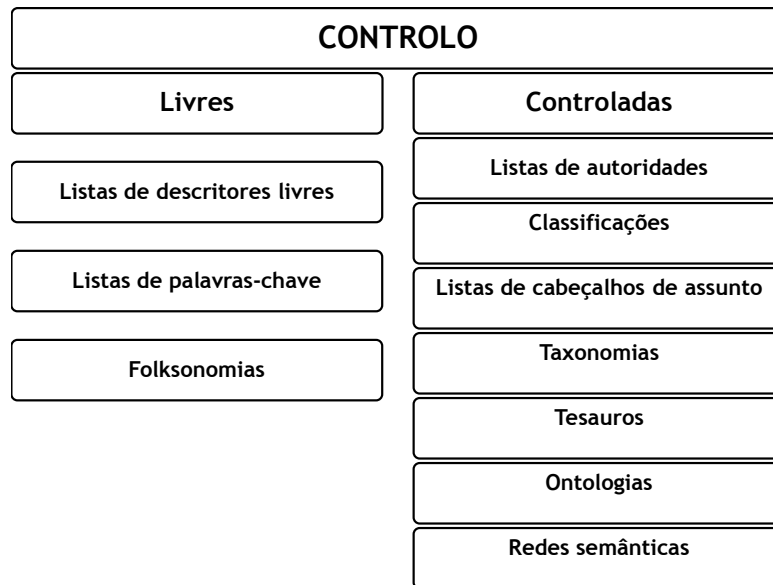 CONTROLO
Livres
Listas de descritores livres
Listas de palavras-chave
Folksonomias
Controladas
Listas de autoridades
Classificações
Listas de cabeçalhos de assunto
Taxonomias
Tesauros
Ontologias
Redes semânticas